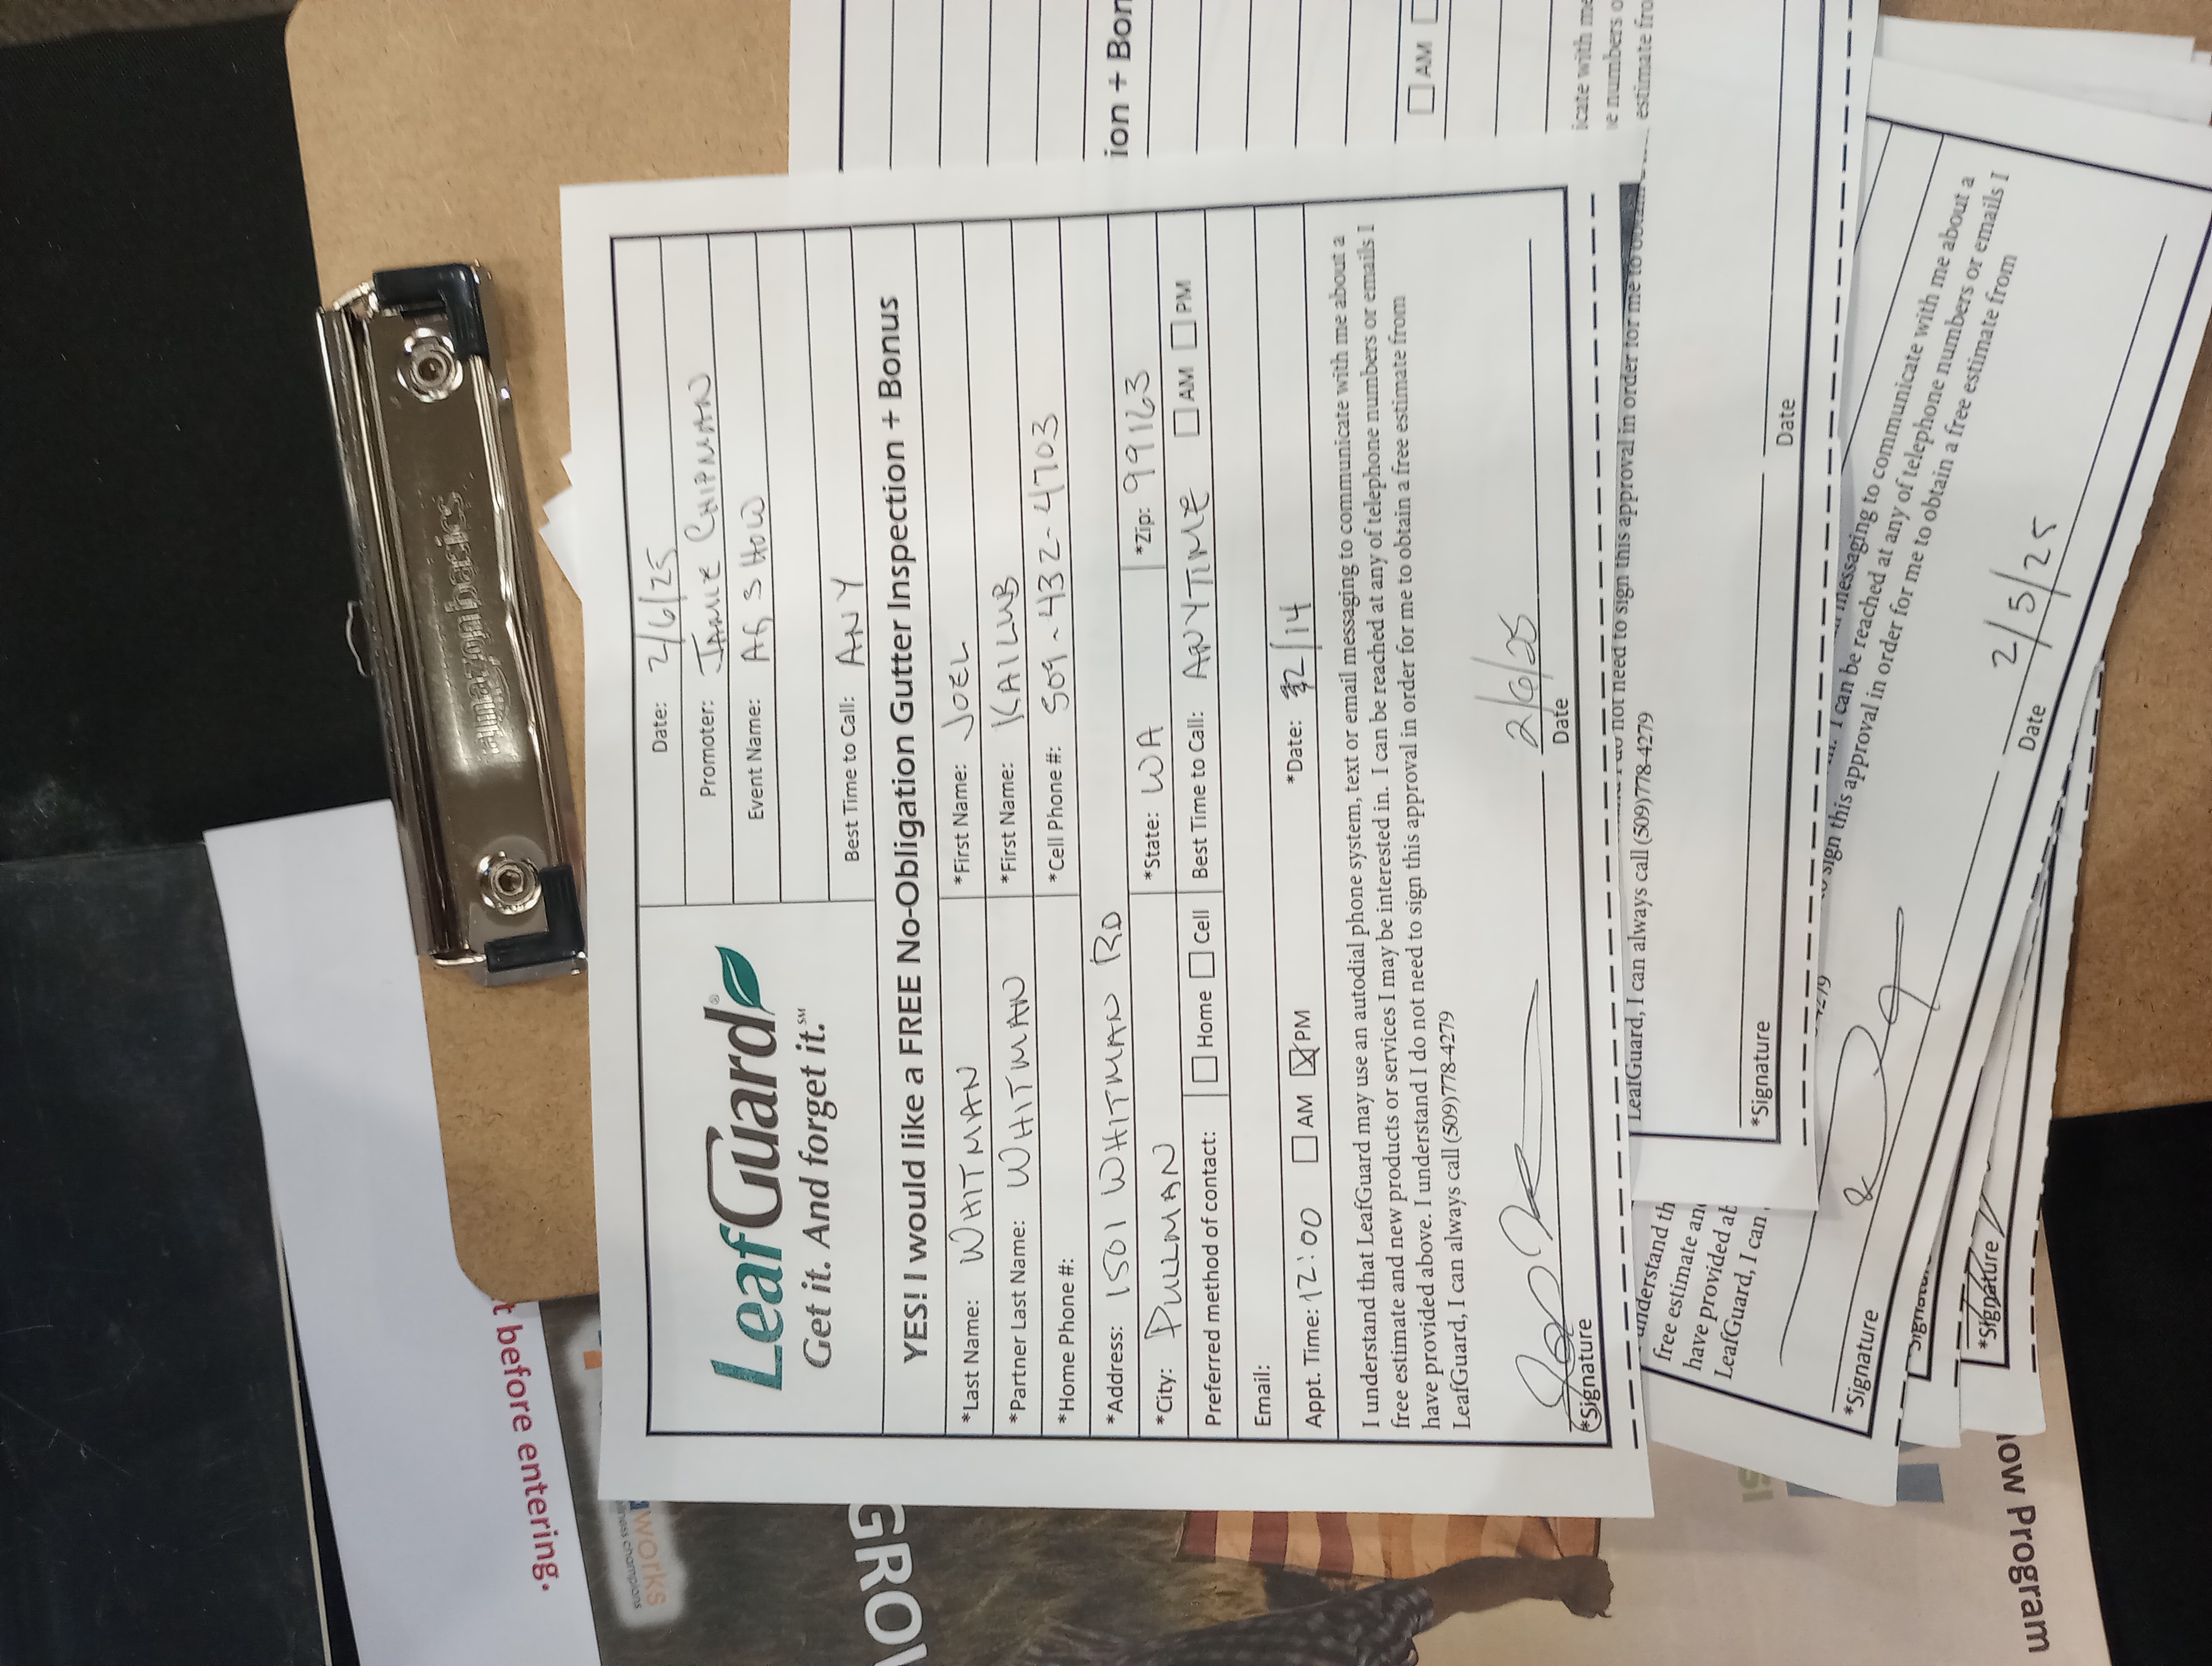 t before entering.
works
llness champions
GROW
amazonbasics
LeafGuard®
Get it. And forget it.℠
Date: 2/6/25
Promoter: JAMIE CHIPMAN
Event Name: AG SHOW
Best Time to Call: ANY
YES! I would like a FREE No-Obligation Gutter Inspection + Bonus
*Last Name: WHITMAN *First Name: JOEL
*Partner Last Name: WHITMAN *First Name: KAILUB
*Home Phone #: *Cell Phone #: 509-432-4703
*Address: 1501 WHITMAN RD
*City: PULLMAN *State: WA *Zip: 99163
Preferred method of contact: Home Cell Best Time to Call: ANYTIME AM PM
Email:
Appt. Time: 12:00 AM PM *Date: 2/14
I understand that LeafGuard may use an autodial phone system, text or email messaging to communicate with me about a
free estimate and new products or services I may be interested in. I can be reached at any of telephone numbers or emails I
have provided above. I understand I do not need to sign this approval in order for me to obtain a free estimate from
LeafGuard, I can always call (509)778-4279
2/6/25
*Signature Date
ion + Bon
AM
icate with me
e numbers o
estimate fro
I do not need to sign this approval in order for me to obtain
LeafGuard, I can always call (509)778-4279
*Signature Date
understand th
free estimate an
have provided ab
LeafGuard, I can
-4279
messaging to communicate with me about a
I can be reached at any of telephone numbers or emails I
sign this approval in order for me to obtain a free estimate from
*Signature
2/5/25
Date
Signatu
*Signature
ow Program